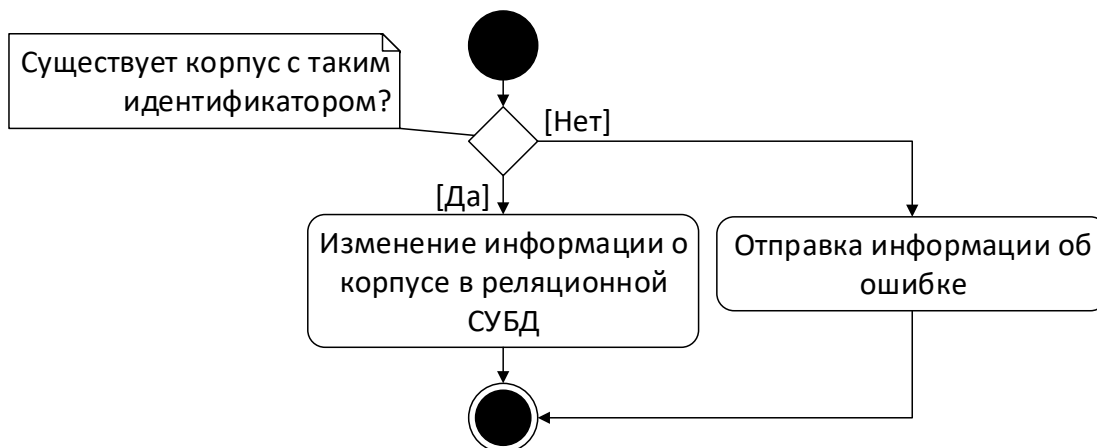 Существует корпус с таким
идентификатором?
[Нет]
[Да]
Изменение информации о
корпусе в реляционной
СУБД
Отправка информации об
ошибке